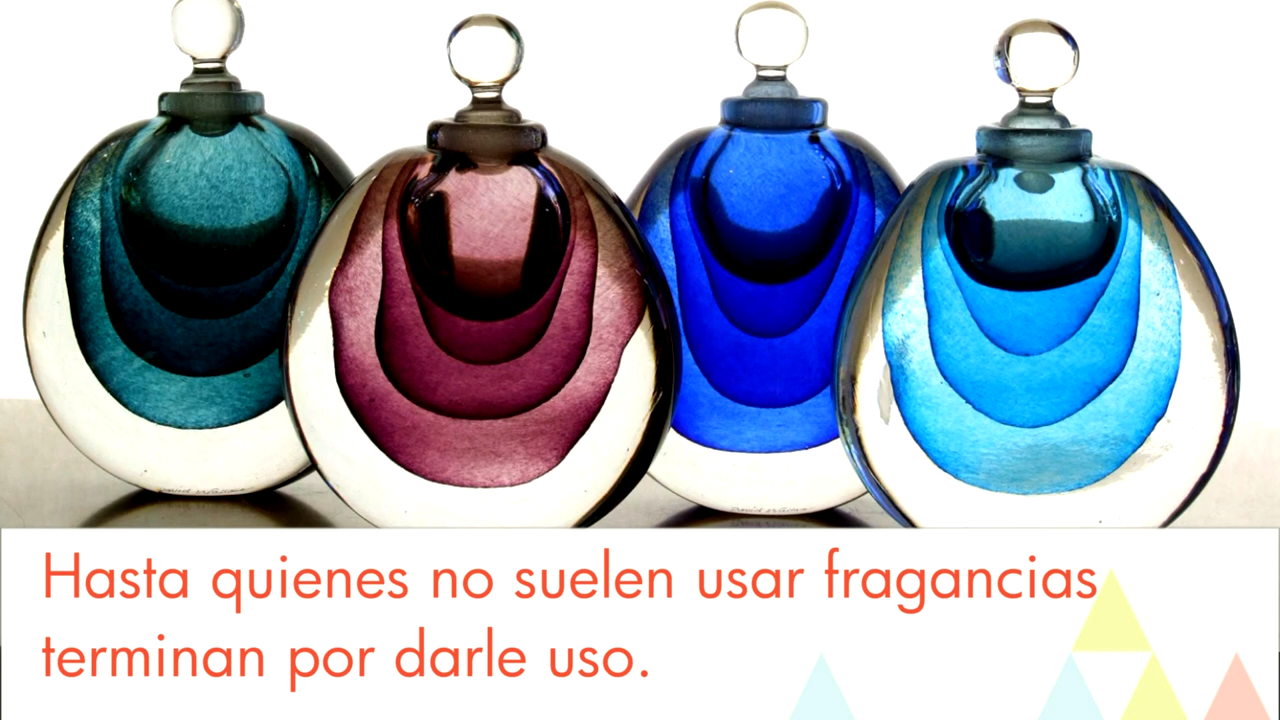 Hasta quienes no suelen usar fragancias
terminan por darle uso.